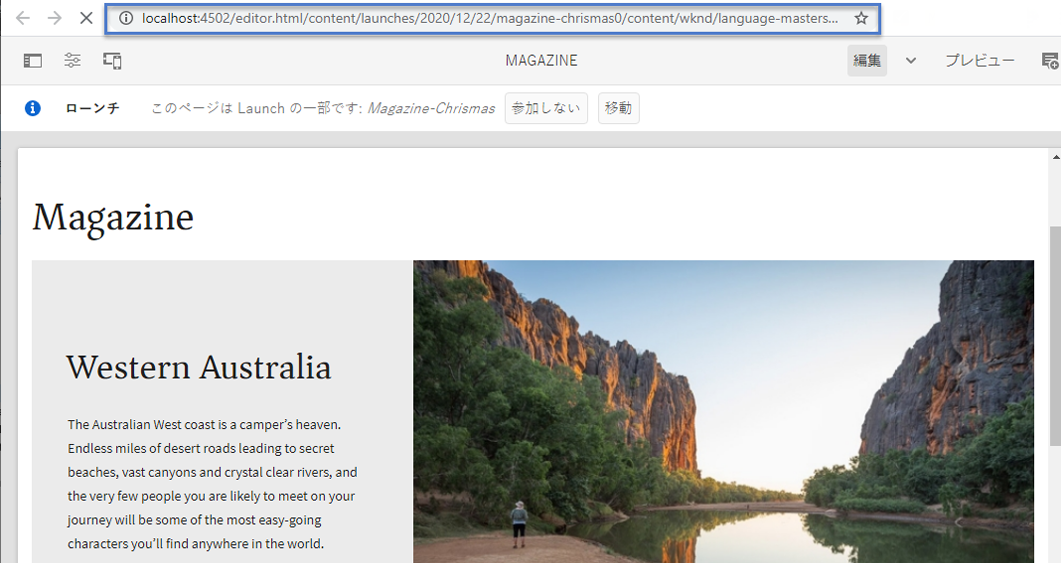 localhost:4502/editor.html/content/launches/2020/12/22/magazine-chrismas0/content/wknd/language-masters...
MAGAZINE 編集 プレビュー
ローンチ このページは Launch の一部です: Magazine-Chrismas 参加しない 移動
Magazine
Western Australia
The Australian West coast is a camper’s heaven.
Endless miles of desert roads leading to secret
beaches, vast canyons and crystal clear rivers, and
the very few people you are likely to meet on your
journey will be some of the most easy-going
characters you’ll find anywhere in the world.